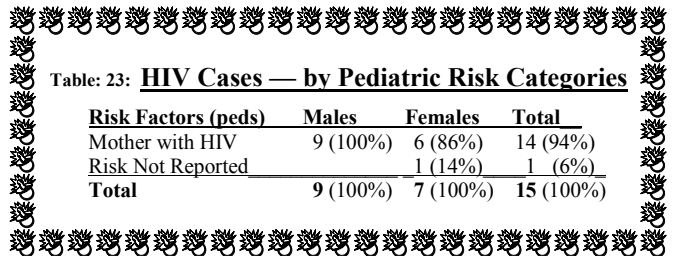 Table: 23: HIV Cases — by Pediatric Risk Categories
Risk Factors (peds) Males Females Total
Mother with HIV 9 (100%) 6 (86%) 14 (94%)
Risk Not Reported 1 (14%) 1 (6%)
Total 9 (100%) 7 (100%) 15 (100%)